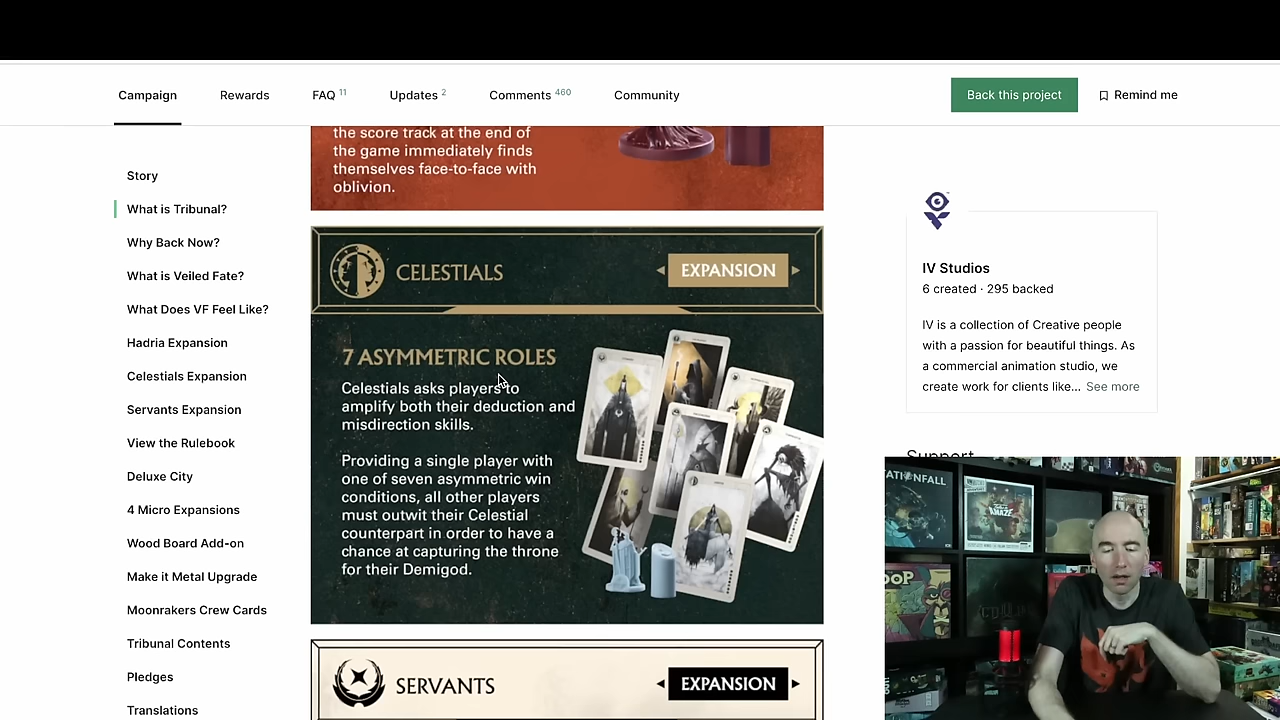 Campaign
Rewards
FAQ 11
Updates 2
Comments 460
Community
Back this project
Remind me
Story
What is Tribunal?
Why Back Now?
What is Veiled Fate?
What Does VF Feel Like?
Hadria Expansion
Celestials Expansion
Servants Expansion
View the Rulebook
Deluxe City
4 Micro Expansions
Wood Board Add-on
Make it Metal Upgrade
Moonrakers Crew Cards
Tribunal Contents
Pledges
Translations
the score track at the end of
the game immediately finds
themselves face-to-face with
oblivion.
CELESTIALS
EXPANSION
7 ASYMMETRIC ROLES
Celestials asks players to
amplify both their deduction and
misdirection skills.
Providing a single player with
one of seven asymmetric win
conditions, all other players
must outwit their Celestial
counterpart in order to have a
chance at capturing the throne
for their Demigod.
SERVANTS
EXPANSION
IV Studios
6 created · 295 backed
IV is a collection of Creative people
with a passion for beautiful things. As
a commercial animation studio, we
create work for clients like... See more
Support